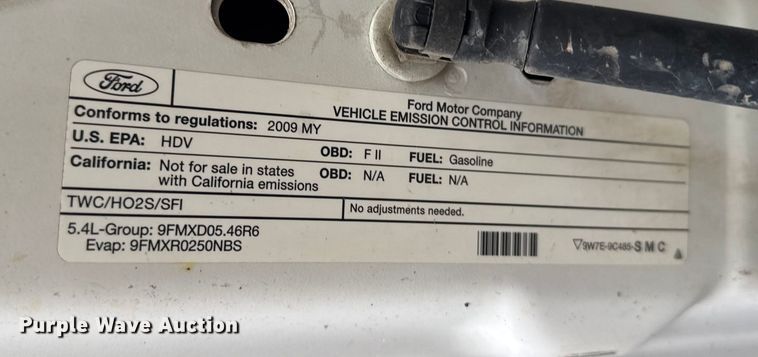 Ford
Ford Motor Company
VEHICLE EMISSION CONTROL INFORMATION
Conforms to regulations: 2009 MY
U.S. EPA: HDV OBD: F II FUEL: Gasoline
California: Not for sale in states with California emissions OBD: N/A FUEL: N/A
TWC/HO2S/SFI No adjustments needed.
5.4L-Group: 9FMXD05.46R6
Evap: 9FMXR0250NBS
9W7E-9C485-S M C
Purple Wave Auction